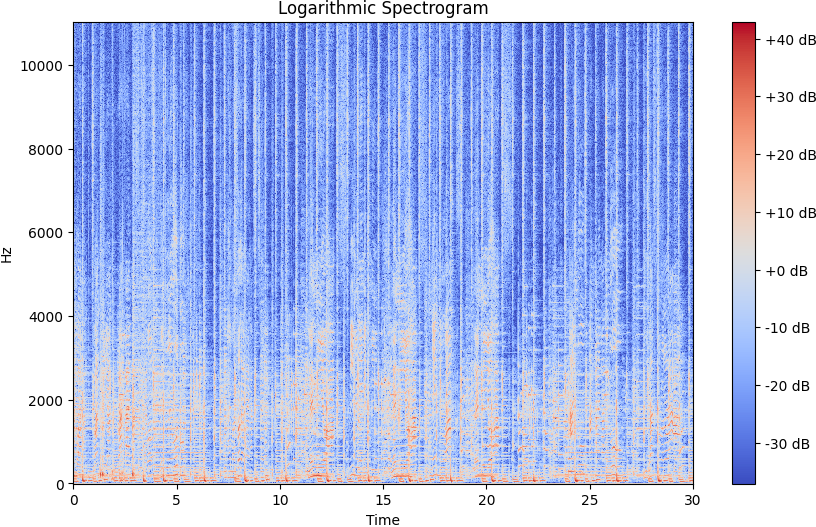 Logarithmic Spectrogram
Hz
10000
8000
6000
4000
2000
0
0 5 10 15 20 25 30
Time
+40 dB
+30 dB
+20 dB
+10 dB
+0 dB
-10 dB
-20 dB
-30 dB